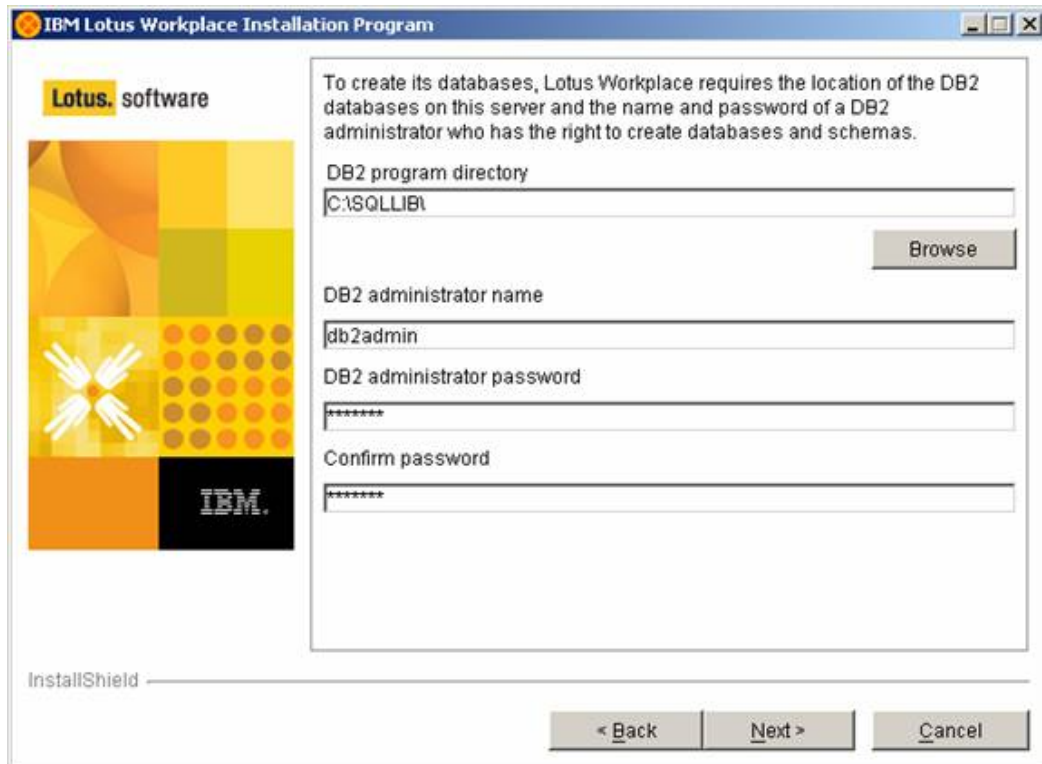 IBM Lotus Workplace Installation Program
Lotus. software
To create its databases, Lotus Workplace requires the location of the DB2
databases on this server and the name and password of a DB2
administrator who has the right to create databases and schemas.
DB2 program directory
C:\SQLLIB\
Browse
DB2 administrator name
db2admin
DB2 administrator password
*******
Confirm password
*******
IBM.
InstallShield
< Back
Next >
Cancel